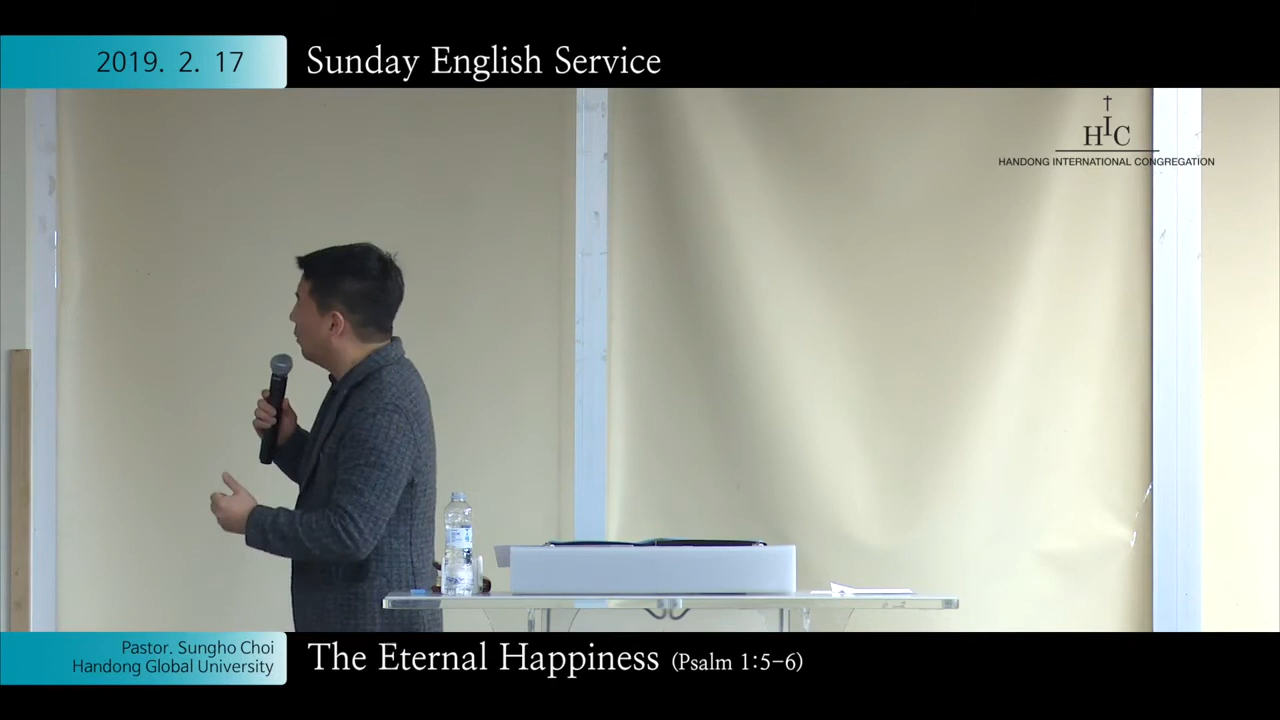 2019. 2. 17
Sunday English Service
HIC
HANDONG INTERNATIONAL CONGREGATION
Pastor. Sungho Choi
Handong Global University
The Eternal Happiness (Psalm 1:5-6)